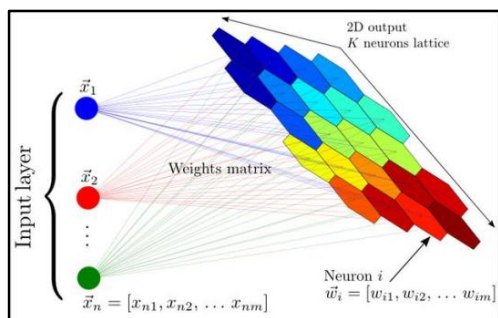 2D output
K neurons lattice
x⃗1
Weights matrix
x⃗2
Input layer
⋮
Neuron i
x⃗n = [xn1, xn2, … xnm]
w⃗i = [wi1, wi2, … wim]